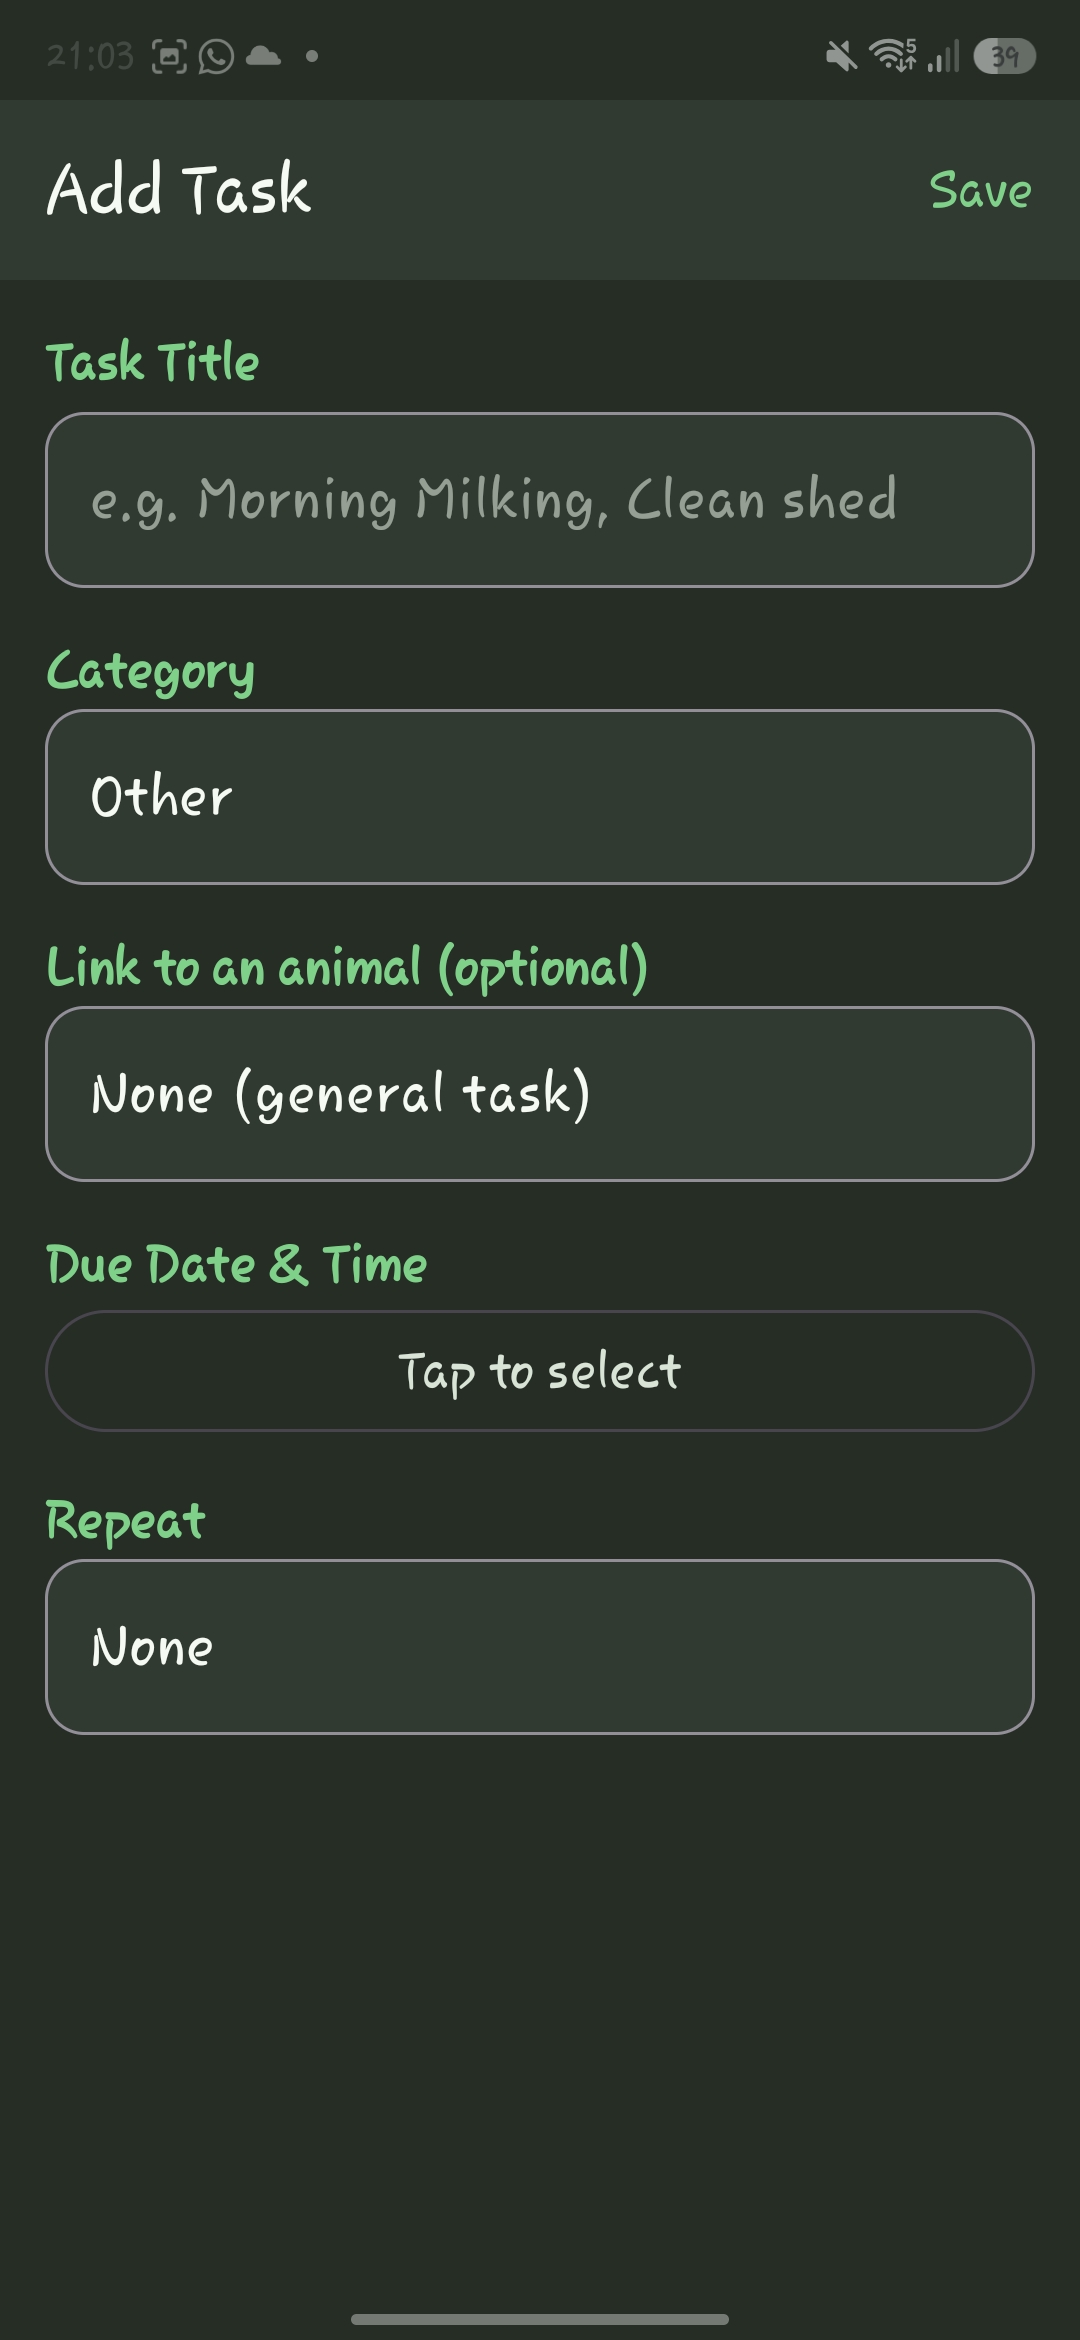 21:03
5
39
Add Task
Save
Task Title
e.g. Morning Milking, Clean shed
Category
Other
Link to an animal (optional)
None (general task)
Due Date & Time
Tap to select
Repeat
None